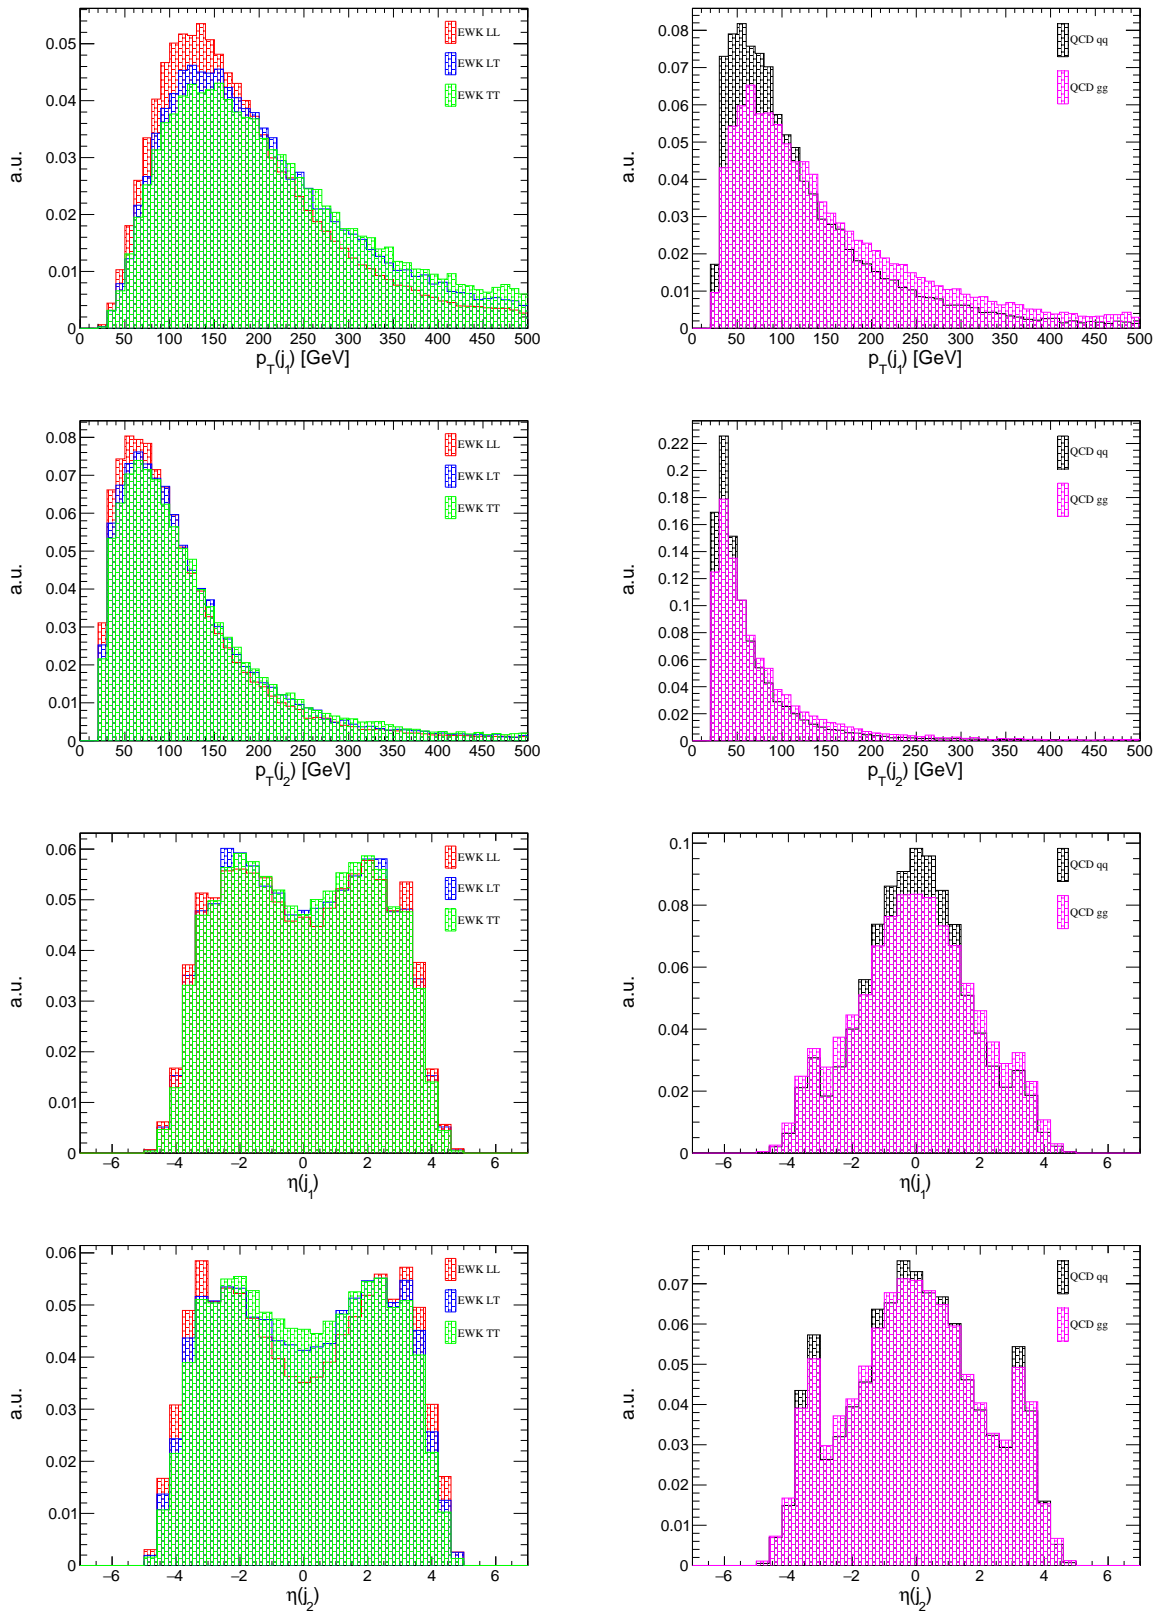 a.u.
0.05
0.04
0.03
0.02
0.01
0
EWK LL
EWK LT
EWK TT
0 50 100 150 200 250 300 350 400 450 500
p_T(j_1) [GeV]
a.u.
0.08
0.07
0.06
0.05
0.04
0.03
0.02
0.01
0
QCD qq
QCD gg
0 50 100 150 200 250 300 350 400 450 500
p_T(j_1) [GeV]
a.u.
0.08
0.07
0.06
0.05
0.04
0.03
0.02
0.01
0
EWK LL
EWK LT
EWK TT
0 50 100 150 200 250 300 350 400 450 500
p_T(j_2) [GeV]
a.u.
0.22
0.2
0.18
0.16
0.14
0.12
0.1
0.08
0.06
0.04
0.02
0
QCD qq
QCD gg
0 50 100 150 200 250 300 350 400 450 500
p_T(j_2) [GeV]
a.u.
0.06
0.05
0.04
0.03
0.02
0.01
0
EWK LL
EWK LT
EWK TT
−6 −4 −2 0 2 4 6
η(j_1)
a.u.
0.1
0.08
0.06
0.04
0.02
0
QCD qq
QCD gg
−6 −4 −2 0 2 4 6
η(j_1)
a.u.
0.06
0.05
0.04
0.03
0.02
0.01
0
EWK LL
EWK LT
EWK TT
−6 −4 −2 0 2 4 6
η(j_2)
a.u.
0.07
0.06
0.05
0.04
0.03
0.02
0.01
0
QCD qq
QCD gg
−6 −4 −2 0 2 4 6
η(j_2)